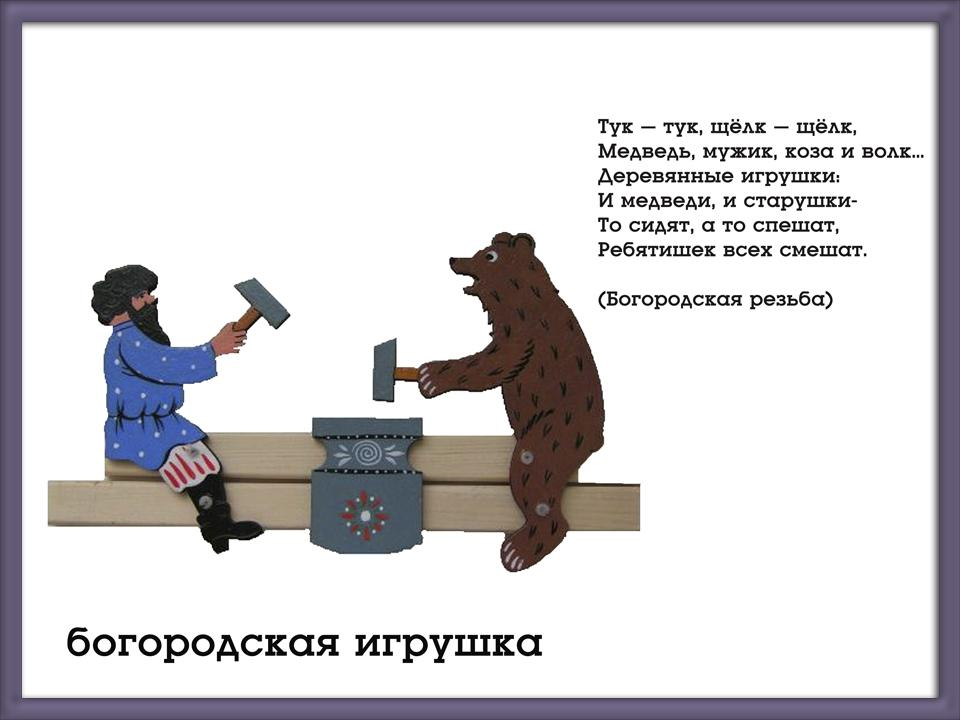 Тук – тук, щёлк – щёлк,
Медведь, мужик, коза и волк...
Деревянные игрушки:
И медведи, и старушки-
То сидят, а то спешат,
Ребятишек всех смешат.
(Богородская резьба)
богородская игрушка